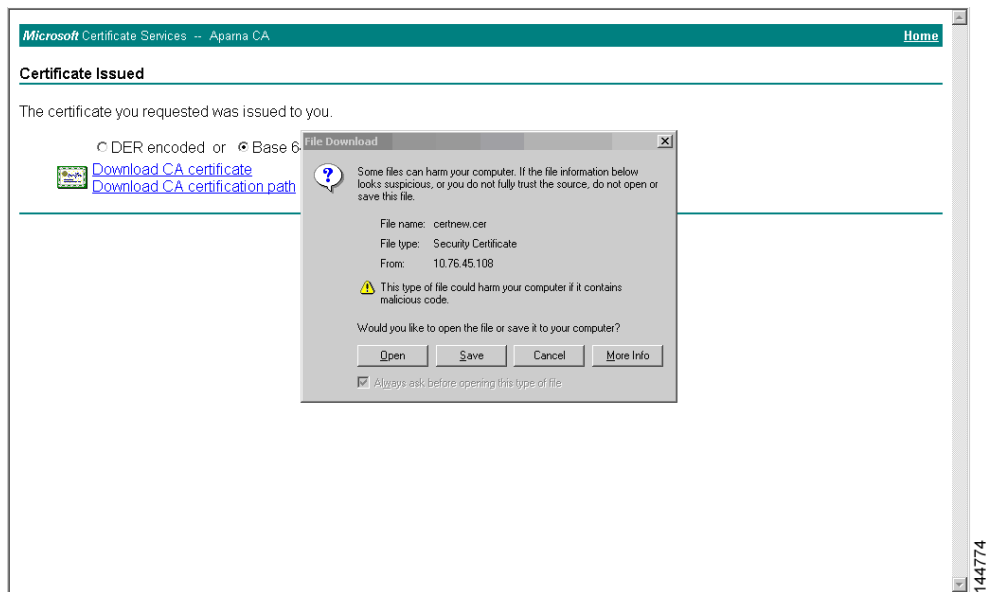 Microsoft Certificate Services -- Aparna CA Home
Certificate Issued
The certificate you requested was issued to you.
DER encoded or Base 6
Download CA certificate
Download CA certification path
File Download
Some files can harm your computer. If the file information below
looks suspicious, or you do not fully trust the source, do not open or
save this file.
File name: certnew.cer
File type: Security Certificate
From: 10.76.45.108
This type of file could harm your computer if it contains
malicious code.
Would you like to open the file or save it to your computer?
Open Save Cancel More Info
Always ask before opening this type of file
144774